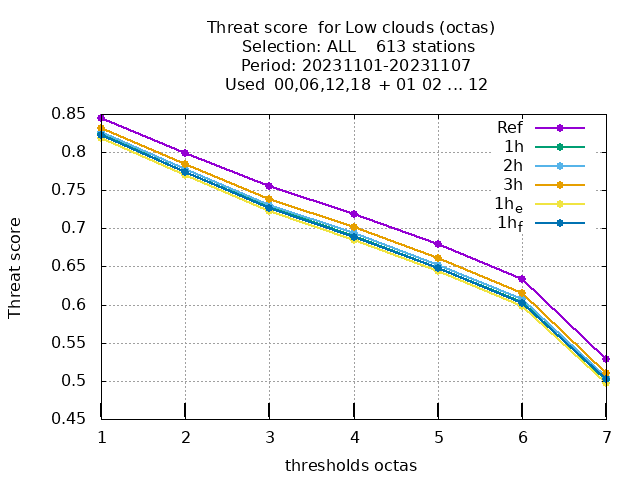 Threat score for Low clouds (octas)
Selection: ALL 613 stations
Period: 20231101-20231107
Used 00,06,12,18 + 01 02 ... 12
Threat score
0.85
0.8
0.75
0.7
0.65
0.6
0.55
0.5
0.45
Ref
1h
2h
3h
1he
1hf
1 2 3 4 5 6 7
thresholds octas